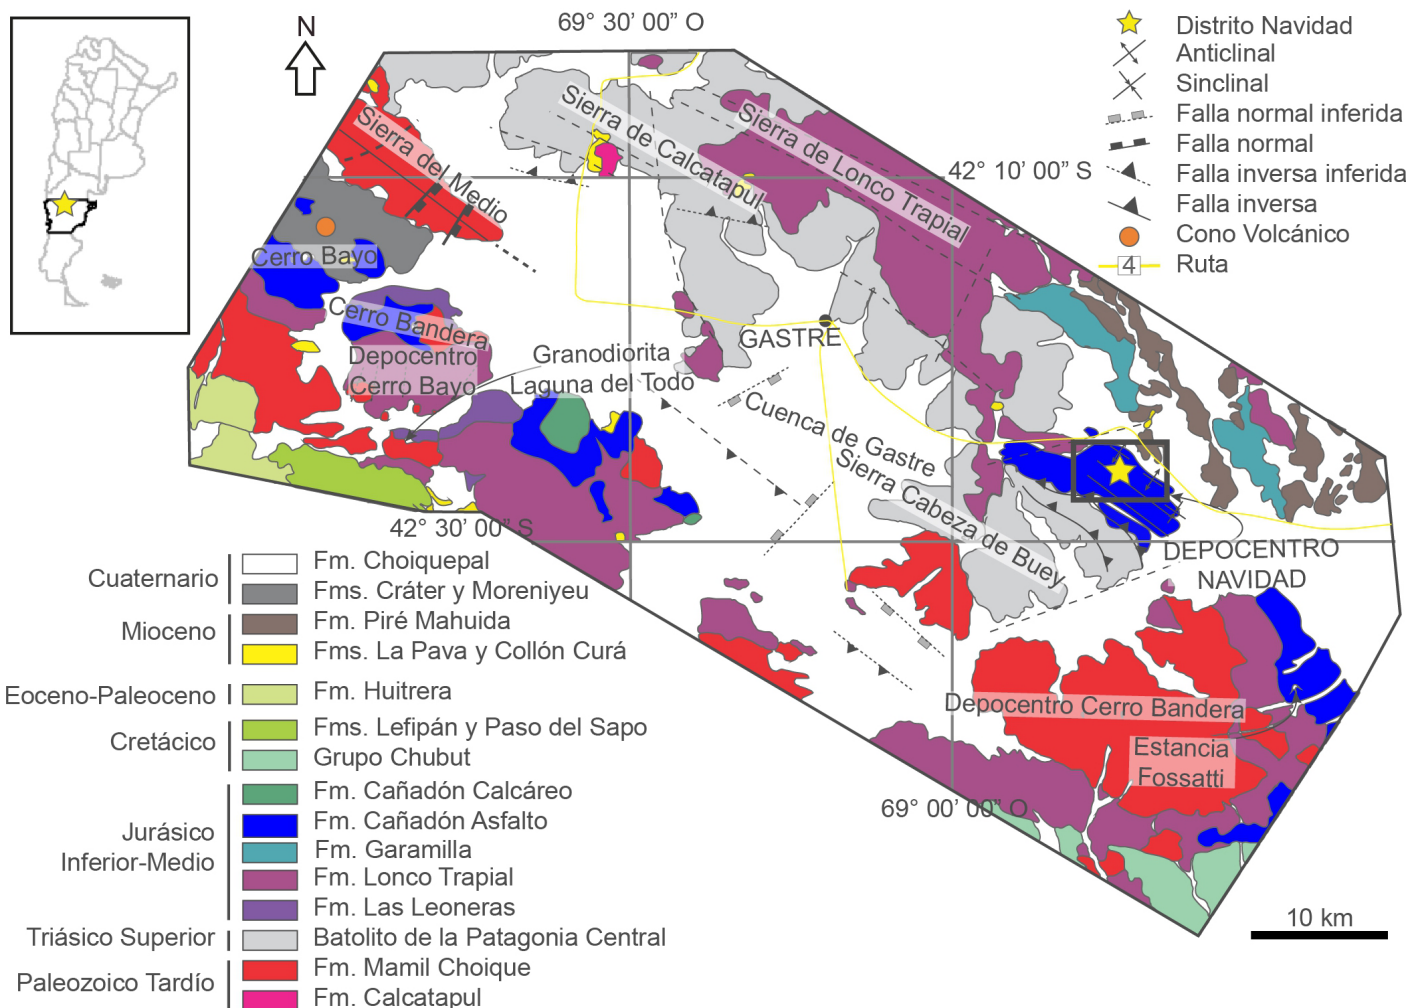 69° 30’ 00” O
N
Distrito Navidad
Anticlinal
Sinclinal
Falla normal inferida
Falla normal
Falla inversa inferida
Falla inversa
Cono Volcánico
4
Ruta
42° 10’ 00” S
Sierra del Medio
Sierra de Calcatapul
Sierra de Lonco Trapial
Cerro Bayo
Cerro Bandera
Depocentro
Cerro Bayo
Granodiorita
Laguna del Todo
GASTRE
Cuenca de Gastre
Sierra Cabeza de Buey
42° 30’ 00” S
DEPOCENTRO
NAVIDAD
Depocentro Cerro Bandera
Estancia
Fossatti
69° 00’ 00” O
10 km
Cuaternario
Fm. Choiquepal
Fms. Cráter y Moreniyeu
Mioceno
Fm. Piré Mahuida
Fms. La Pava y Collón Curá
Eoceno-Paleoceno
Fm. Huitrera
Cretácico
Fms. Lefipán y Paso del Sapo
Grupo Chubut
Jurásico
Inferior-Medio
Fm. Cañadón Calcáreo
Fm. Cañadón Asfalto
Fm. Garamilla
Fm. Lonco Trapial
Fm. Las Leoneras
Triásico Superior
Batolito de la Patagonia Central
Paleozoico Tardío
Fm. Mamil Choique
Fm. Calcatapul